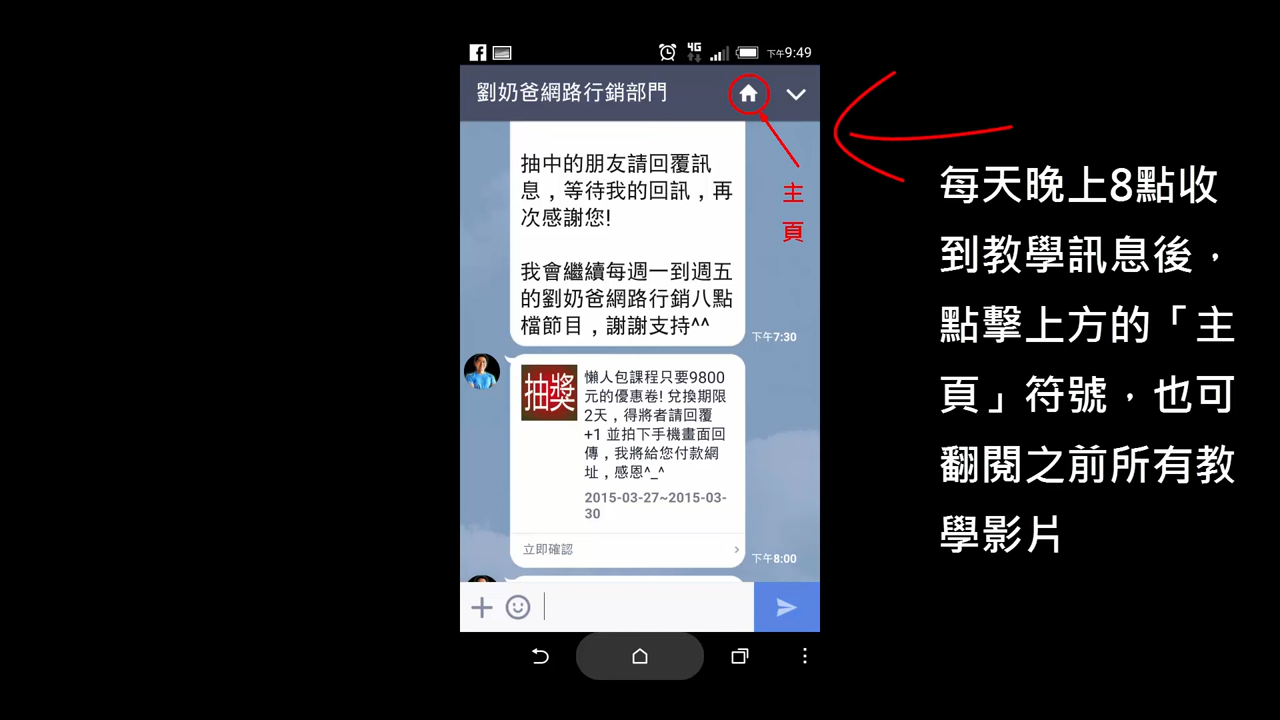 4G
下午9:49
劉奶爸網路行銷部門
抽中的朋友請回覆訊
息，等待我的回訊，再
次感謝您!
我會繼續每週一到週五
的劉奶爸網路行銷八點
檔節目，謝謝支持^^
下午7:30
抽獎
懶人包課程只要9800
元的優惠卷! 兌換期限
2天，得將者請回覆
+1 並拍下手機畫面回
傳，我將給您付款網
址，感恩^_^
2015-03-27~2015-03-
30
立即確認
下午8:00
主
頁
每天晚上8點收
到教學訊息後，
點擊上方的「主
頁」符號，也可
翻閱之前所有教
學影片